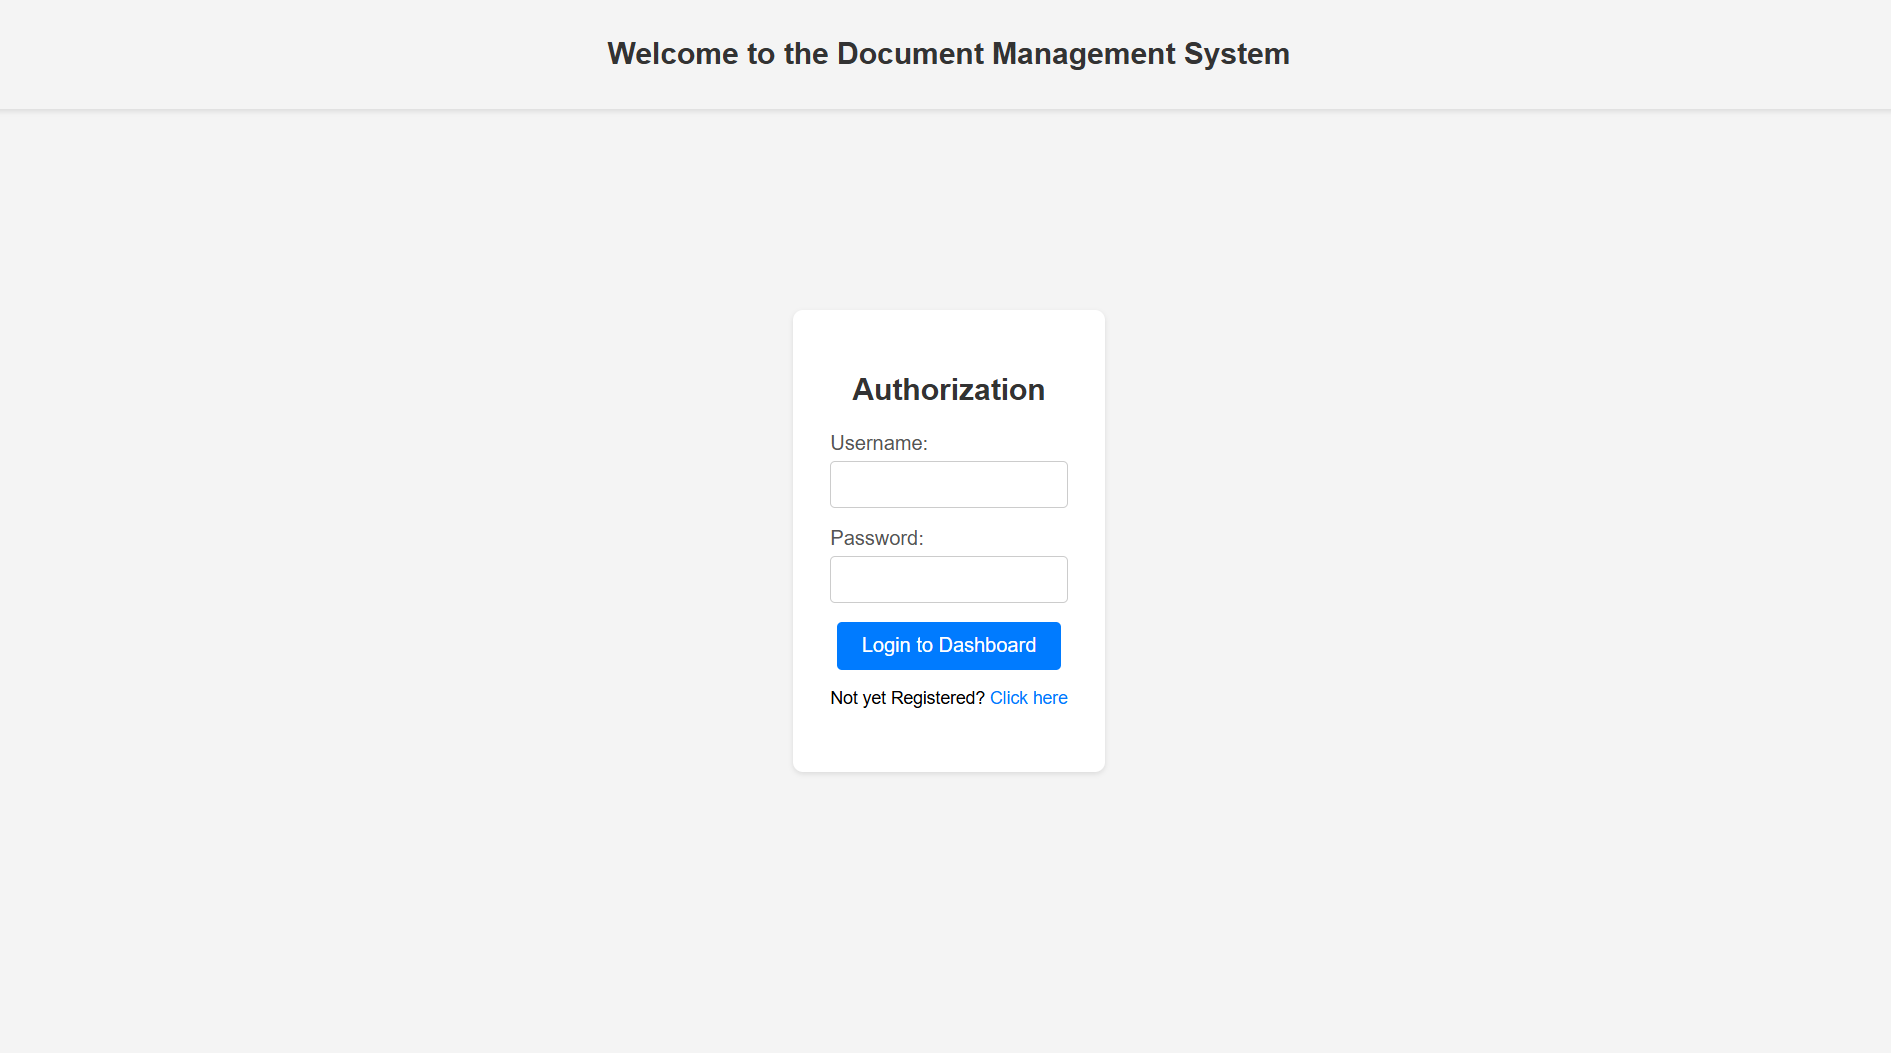 Welcome to the Document Management System
Authorization
Username:
Password:
Login to Dashboard
Not yet Registered? Click here